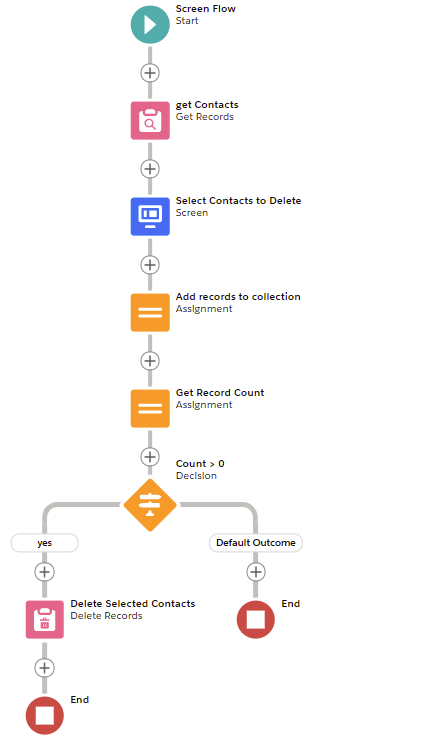 Screen Flow
Start
get Contacts
Get Records
Select Contacts to Delete
Screen
Add records to collection
Assignment
Get Record Count
Assignment
Count > 0
Decision
yes
Default Outcome
Delete Selected Contacts
Delete Records
End
End